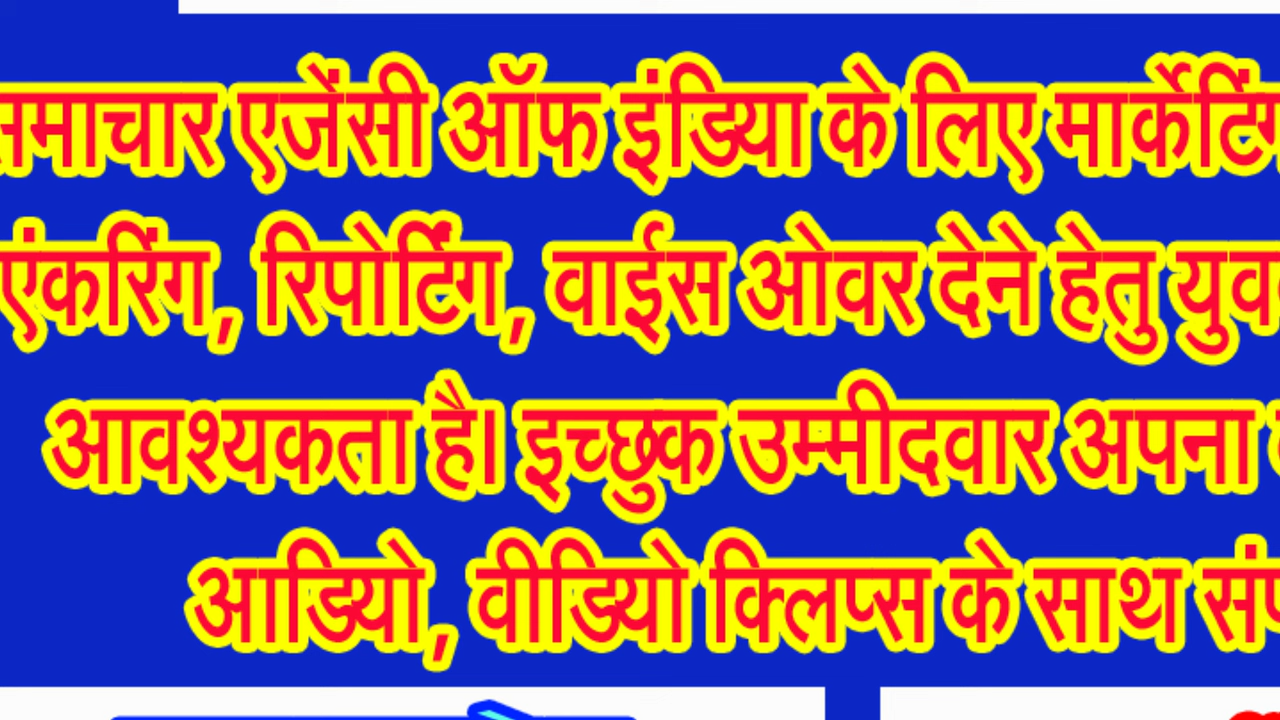 समाचार एजेंसी ऑफ इंडिया के लिए मार्केटिंग
एंकरिंग, रिपोर्टिंग, वाईस ओवर देने हेतु
आवश्यकता है। इच्छुक उम्मीदवार अपना
आडियो, वीडियो क्लिप्स के साथ